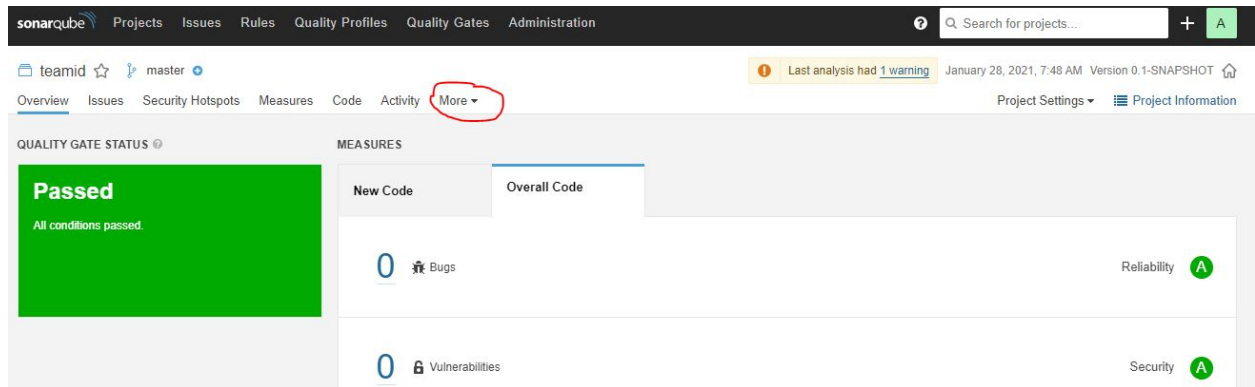 sonarqube Projects Issues Rules Quality Profiles Quality Gates Administration Search for projects... A
teamid master Last analysis had 1 warning January 28, 2021, 7:48 AM Version 0.1-SNAPSHOT
Overview Issues Security Hotspots Measures Code Activity More Project Settings Project Information
QUALITY GATE STATUS MEASURES
Passed
All conditions passed.
New Code Overall Code
0 Bugs Reliability A
0 Vulnerabilities Security A